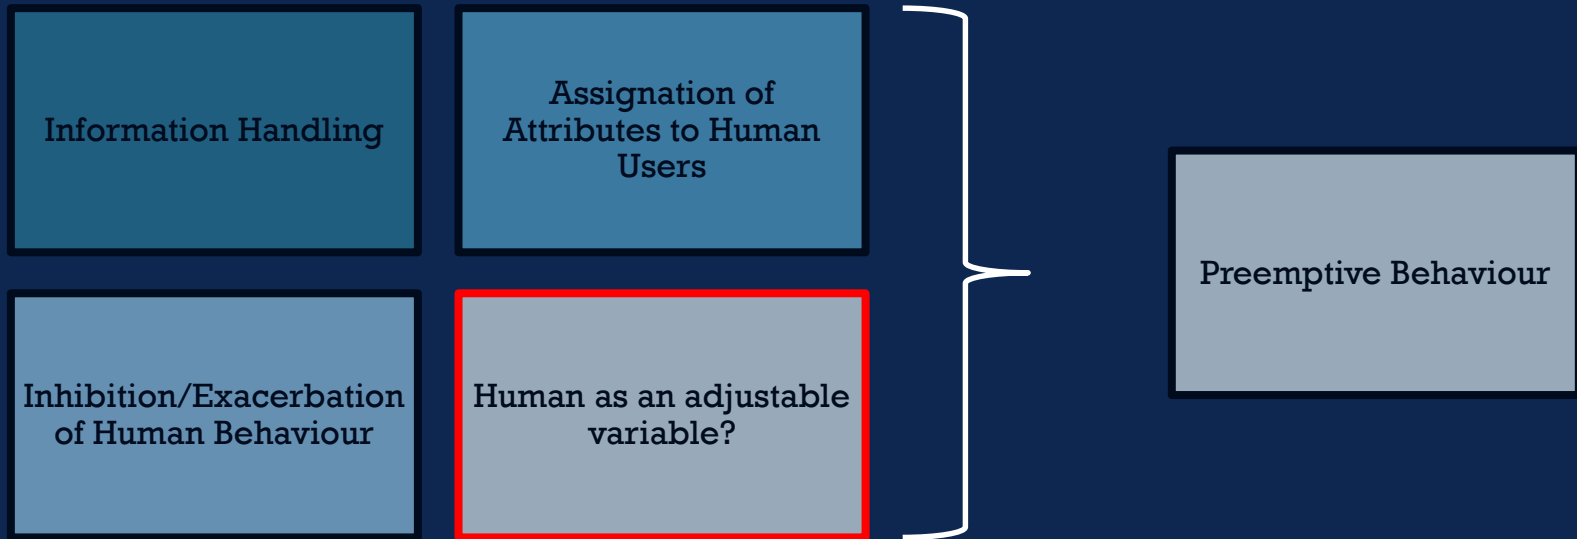 Information Handling
Assignation of
Attributes to Human
Users
Inhibition/Exacerbation
of Human Behaviour
Human as an adjustable
variable?
Preemptive Behaviour